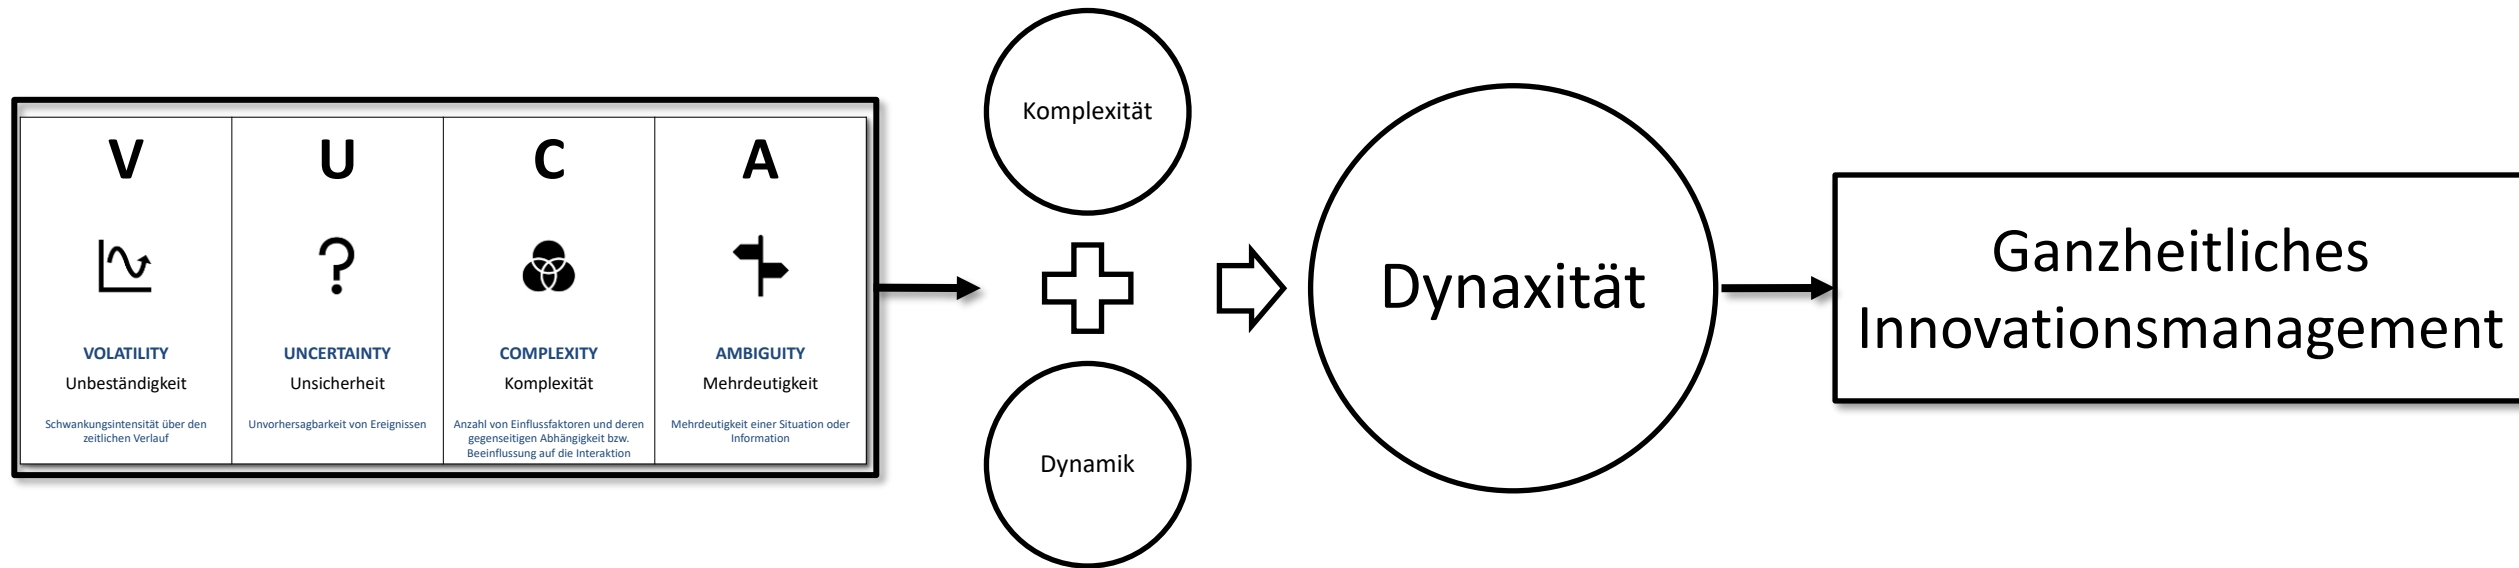 V
U
C
A
VOLATILITY
Unbeständigkeit
Schwankungsintensität über den
zeitlichen Verlauf
UNCERTAINTY
Unsicherheit
Unvorhersagbarkeit von Ereignissen
COMPLEXITY
Komplexität
Anzahl von Einflussfaktoren und deren
gegenseitigen Abhängigkeit bzw.
Beeinflussung auf die Interaktion
AMBIGUITY
Mehrdeutigkeit
Mehrdeutigkeit einer Situation oder
Information
Komplexität
Dynamik
Dynaxität
Ganzheitliches
Innovationsmanagement